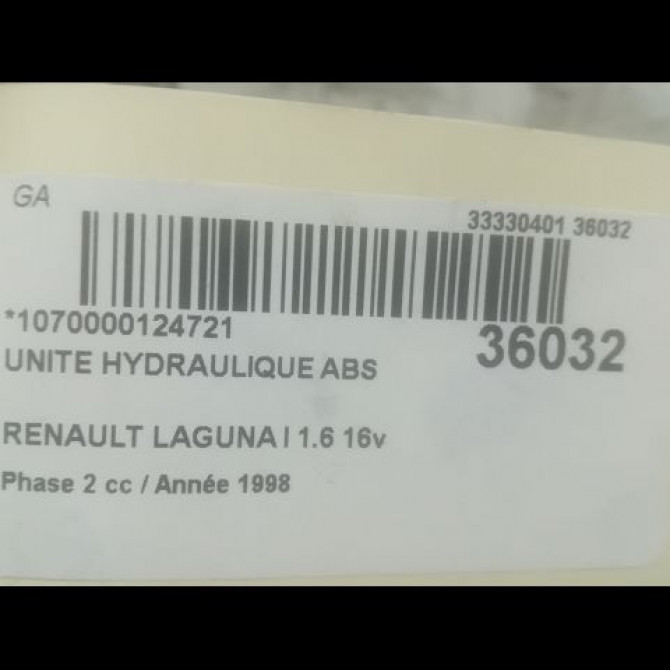 GA
33330401 36032
*1070000124721
36032
UNITE HYDRAULIQUE ABS
RENAULT LAGUNA I 1.6 16v
Phase 2 cc / Année 1998